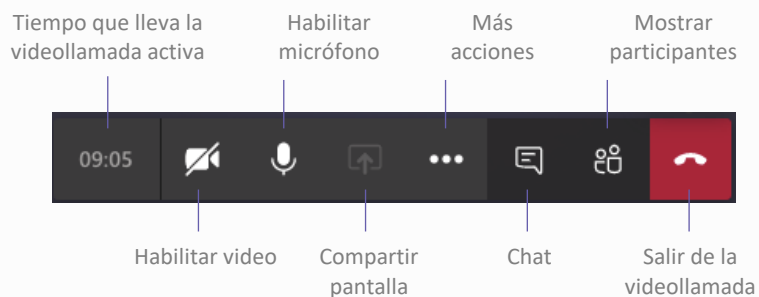 Tiempo que lleva la
videollamada activa
Habilitar
micrófono
Más
acciones
Mostrar
participantes
09:05
Habilitar video
Compartir
pantalla
Chat
Salir de la
videollamada